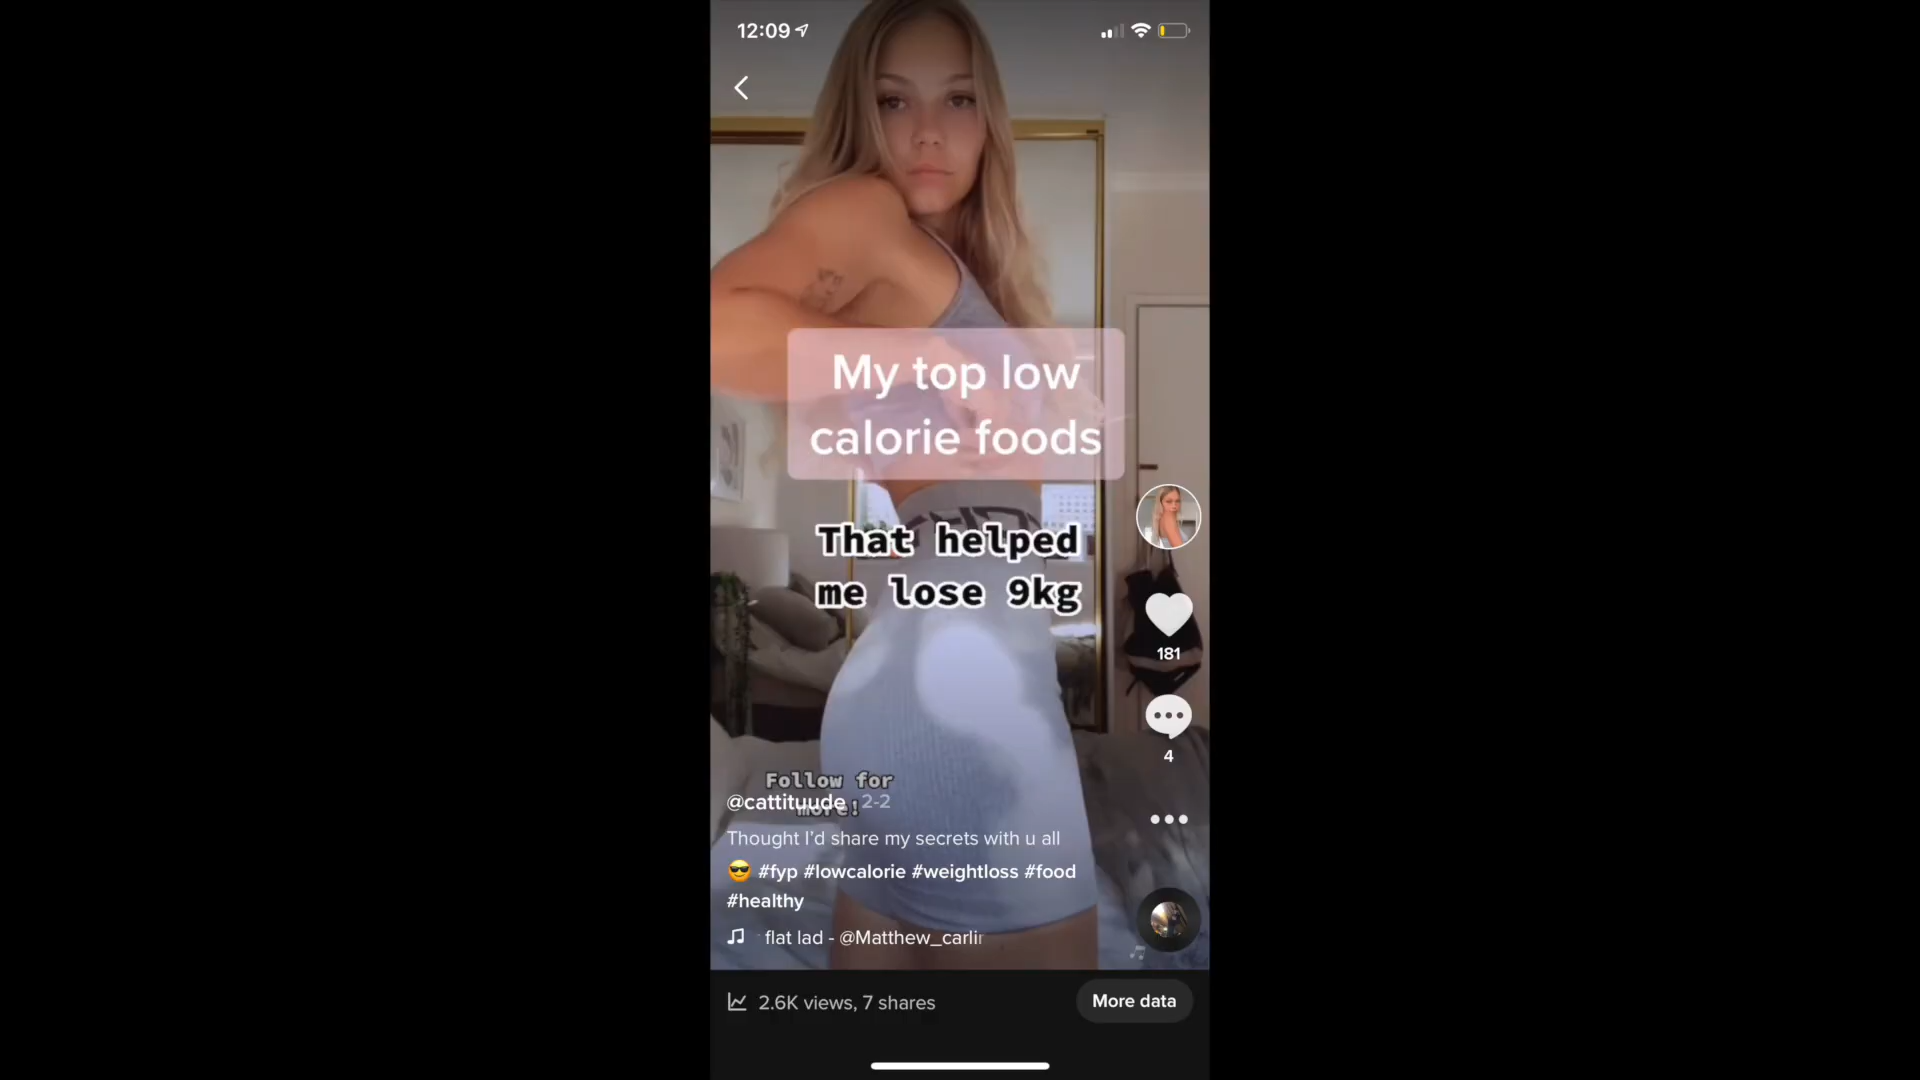 12:09
My top low
calorie foods
That helped
me lose 9kg
181
4
Follow for
more!
@cattituude · 2-2
Thought I'd share my secrets with u all
😎 #fyp #lowcalorie #weightloss #food
#healthy
flat lad - @Matthew_carlin
2.6K views, 7 shares
More data